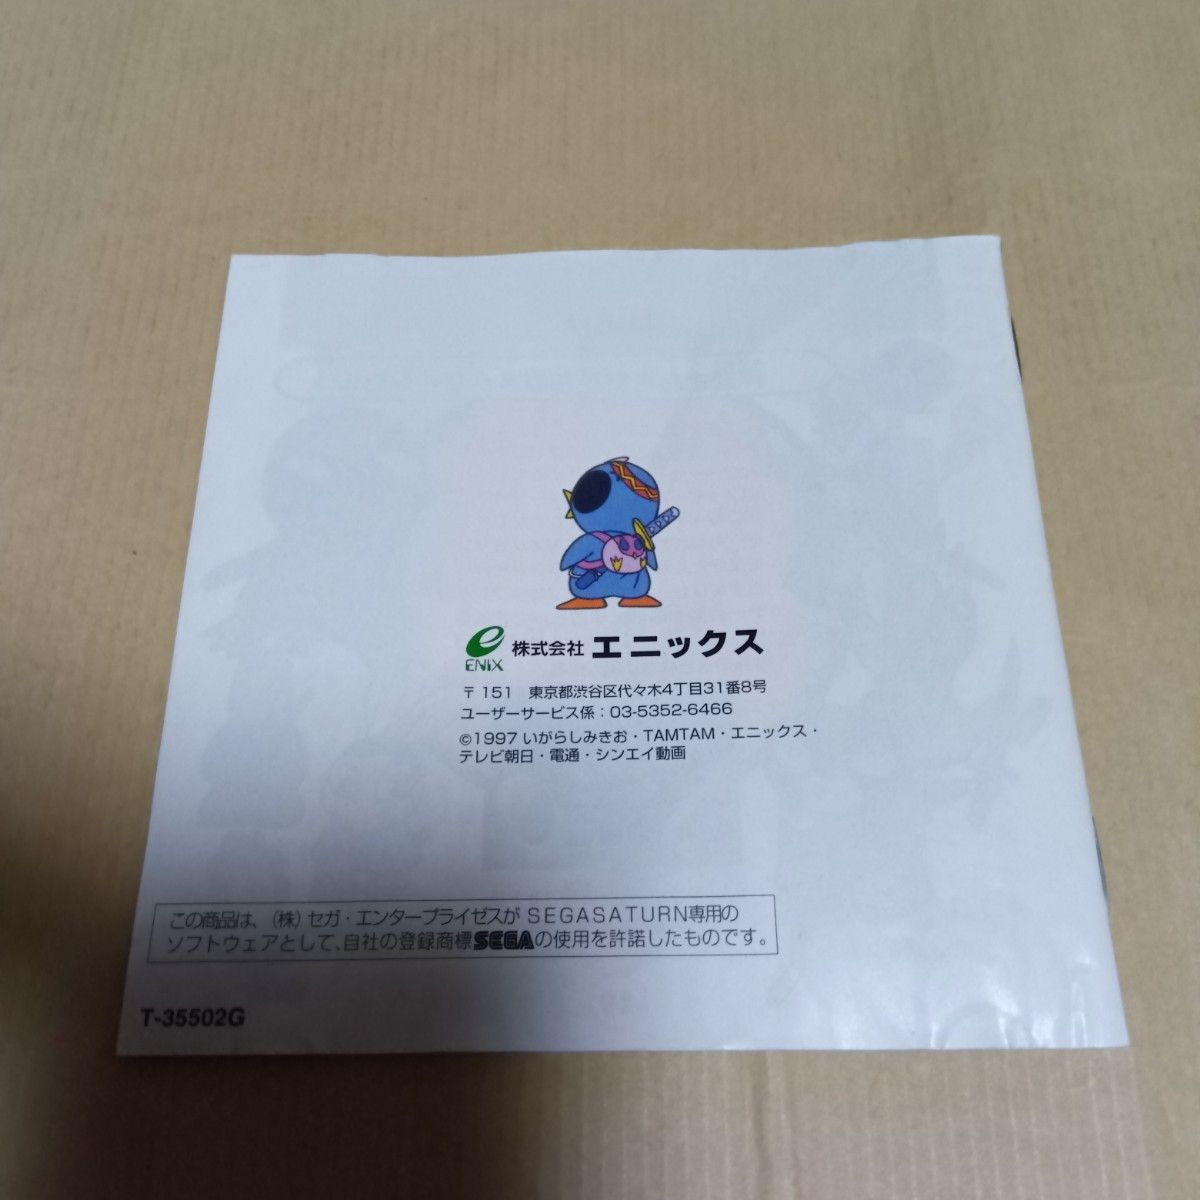 ENIX 株式会社 エニックス
〒151　東京都渋谷区代々木4丁目31番8号
ユーザーサービス係：03-5352-6466
©1997 いがらしみきお・TAMTAM・エニックス・
テレビ朝日・電通・シンエイ動画
この商品は、(株)セガ・エンタープライゼスが SEGASATURN専用の
ソフトウェアとして、自社の登録商標SEGAの使用を許諾したものです。
T-35502G